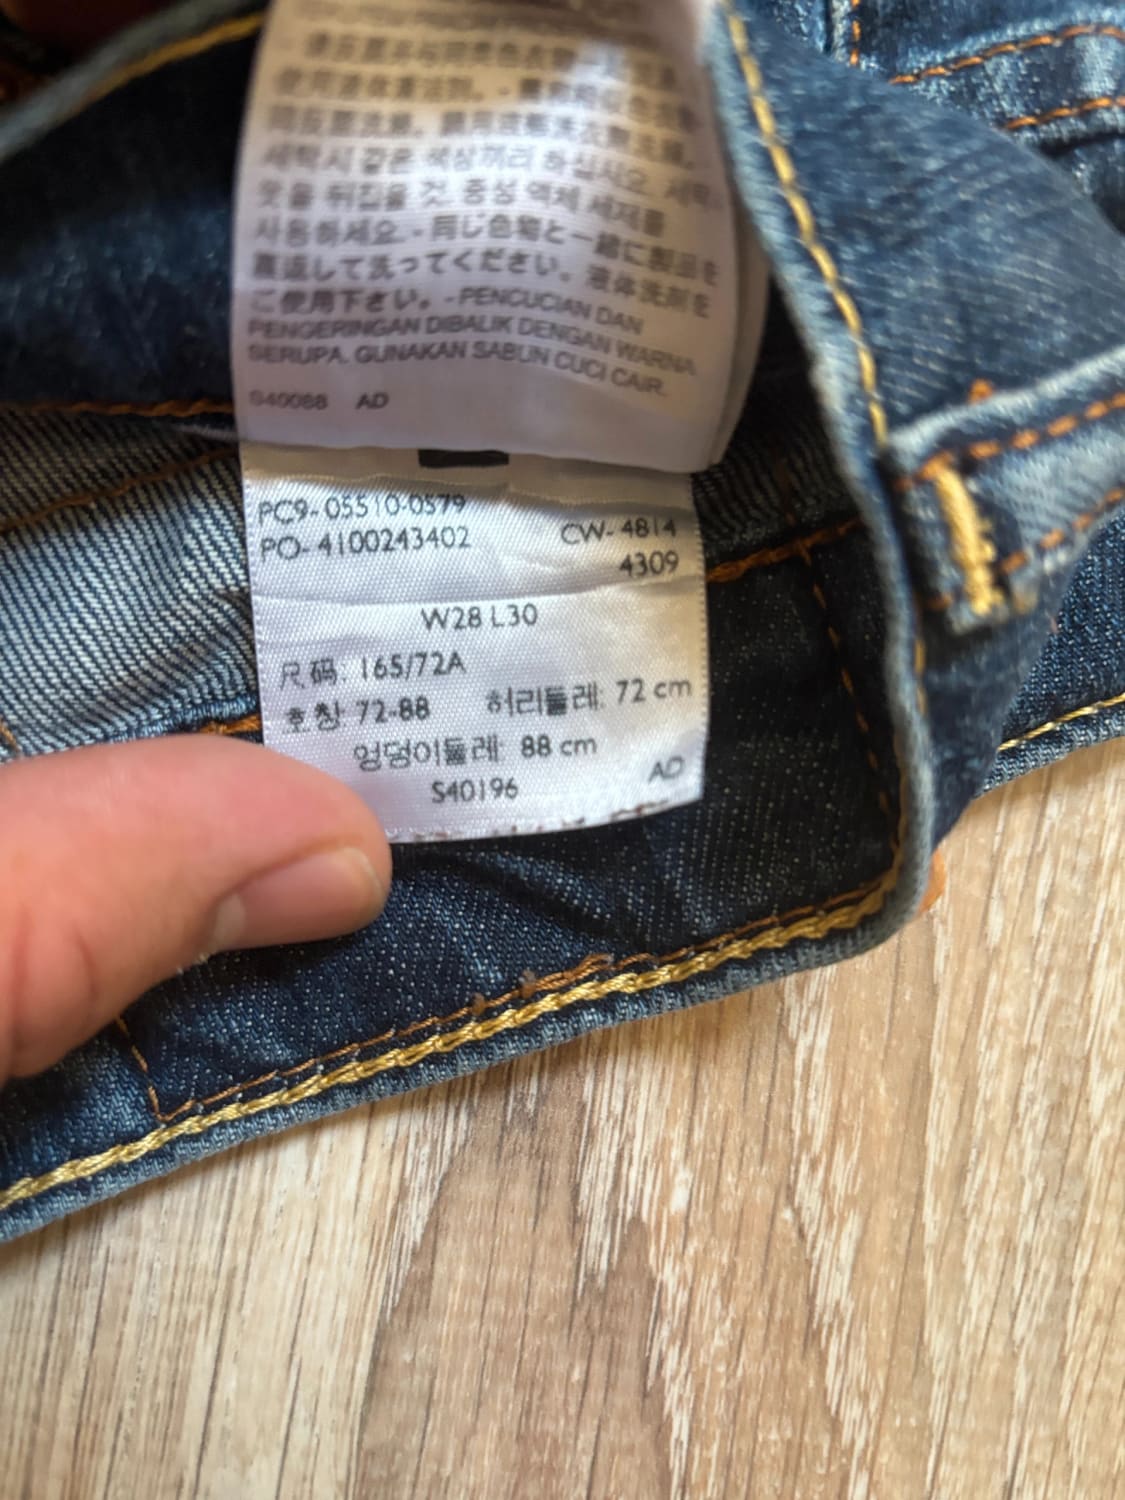 使用液体
세탁시 같은 색상끼리 하십시오. 세탁
옷을 뒤집을 것 중성 액체 세제를
사용하세요. - 同じ色物と一緒に製品を
裏返して洗ってください。液体洗剤を
ご使用下さい。- PENCUCIAN DAN
PENGERINGAN DIBALIK DENGAN WARNA
SERUPA. GUNAKAN SABUN CUCI CAIR.
S40088 AD
PC9- 05510-0579
PO- 4100243402 CW- 4814
4309
W28 L30
尺码: 165/72A
호칭: 72-88 허리둘레: 72 cm
엉덩이둘레: 88 cm
S40196 AD